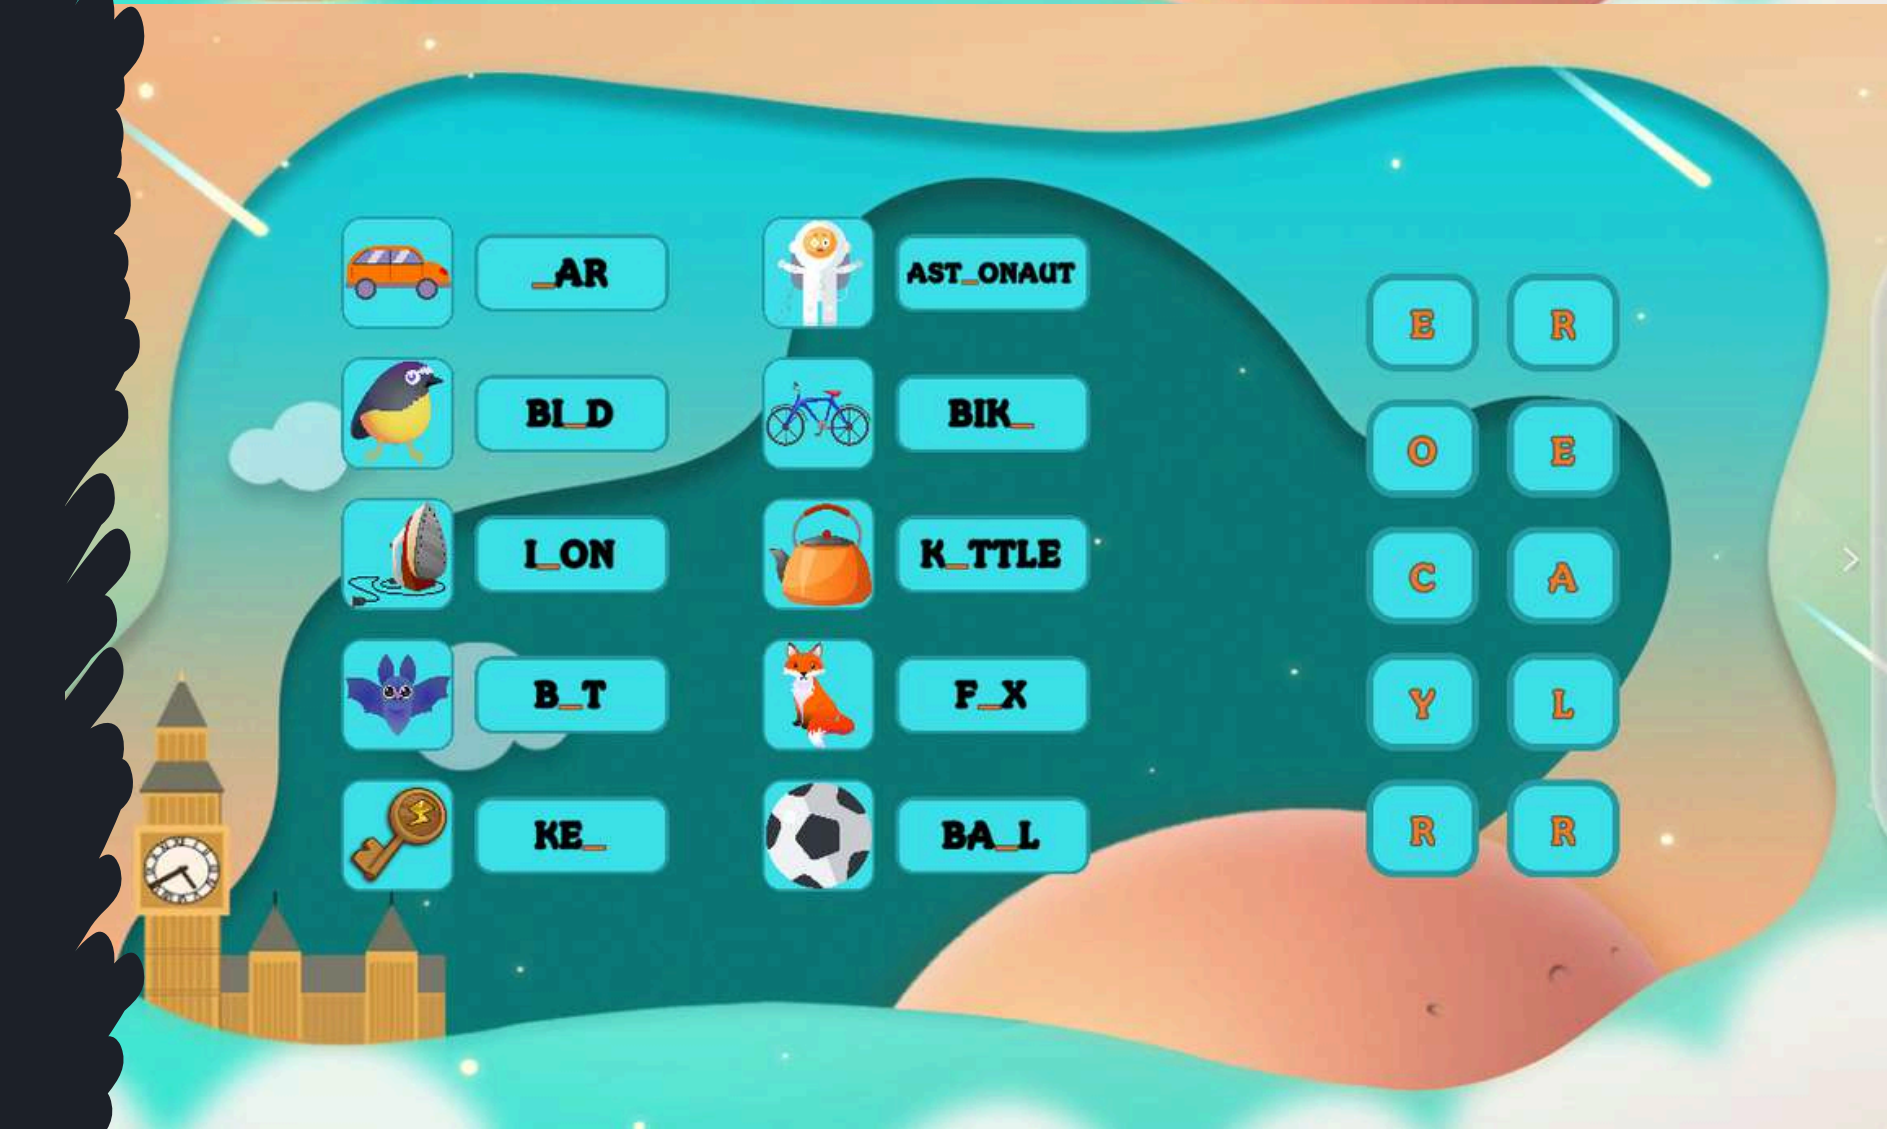 _AR
AST_ONAUT
BI_D
BIK_
I_ON
K_TTLE
B_T
F_X
KE_
BA_L
E R
O E
C A
Y L
R R